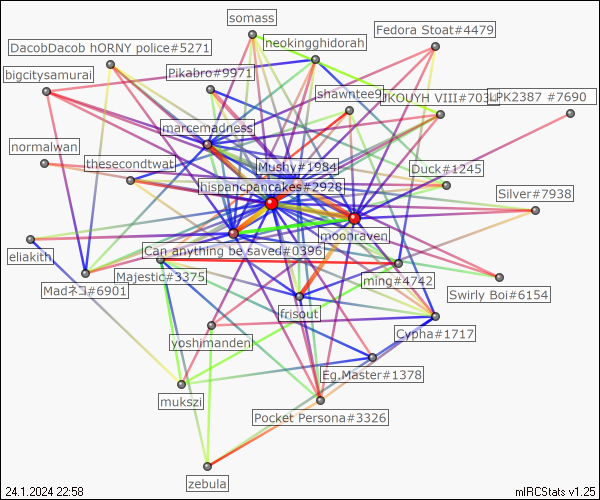 somass
neokingghidorah
Fedora Stoat#4479
DacobDacob hORNY police#5271
bigcitysamurai
Pikabro#9971
shawntee9
JKOUYH VIII#703
LPK2387 #7690
marcemadness
normalwan
thesecondtwat
Mushy#1984
Duck#1245
hispancpancakes#2928
Silver#7938
moonraven
eliakith
Can anything be saved#0396
Majestic#3375
ming#4742
Madネコ#6901
Swirly Boi#6154
frisout
Cypha#1717
yoshimanden
Eg.Master#1378
mukszi
Pocket Persona#3326
zebula
24.1.2024 22:58
mIRCStats v1.25